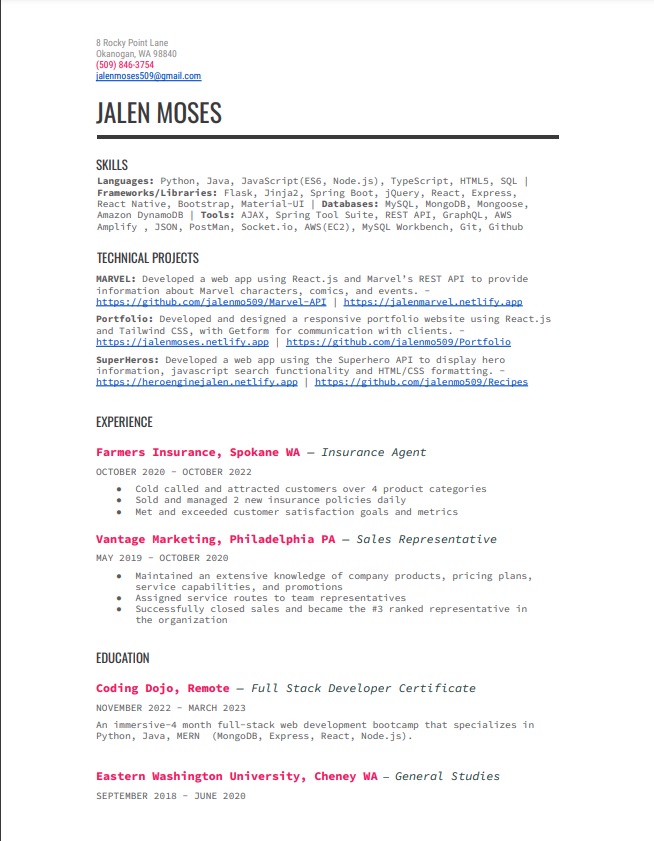 8 Rocky Point Lane
Okanogan, WA 98840
(509) 846-3754
jalenmoses509@gmail.com
JALEN MOSES
SKILLS
Languages: Python, Java, JavaScript(ES6, Node.js), TypeScript, HTML5, SQL |
Frameworks/Libraries: Flask, Jinja2, Spring Boot, jQuery, React, Express,
React Native, Bootstrap, Material-UI | Databases: MySQL, MongoDB, Mongoose,
Amazon DynamoDB | Tools: AJAX, Spring Tool Suite, REST API, GraphQL, AWS
Amplify , JSON, PostMan, Socket.io, AWS(EC2), MySQL Workbench, Git, Github
TECHNICAL PROJECTS
MARVEL: Developed a web app using React.js and Marvel's REST API to provide
information about Marvel characters, comics, and events. –
https://github.com/jalenmo509/Marvel-API | https://jalenmarvel.netlify.app
Portfolio: Developed and designed a responsive portfolio website using React.js
and Tailwind CSS, with Getform for communication with clients. –
https://jalenmoses.netlify.app | https://github.com/jalenmo509/Portfolio
SuperHeros: Developed a web app using the Superhero API to display hero
information, javascript search functionality and HTML/CSS formatting. –
https://heroenginejalen.netlify.app | https://github.com/jalenmo509/Recipes
EXPERIENCE
Farmers Insurance, Spokane WA — Insurance Agent
OCTOBER 2020 – OCTOBER 2022
● Cold called and attracted customers over 4 product categories
● Sold and managed 2 new insurance policies daily
● Met and exceeded customer satisfaction goals and metrics
Vantage Marketing, Philadelphia PA — Sales Representative
MAY 2019 – OCTOBER 2020
● Maintained an extensive knowledge of company products, pricing plans,
service capabilities, and promotions
● Assigned service routes to team representatives
● Successfully closed sales and became the #3 ranked representative in
the organization
EDUCATION
Coding Dojo, Remote — Full Stack Developer Certificate
NOVEMBER 2022 – MARCH 2023
An immersive-4 month full-stack web development bootcamp that specializes in
Python, Java, MERN (MongoDB, Express, React, Node.js).
Eastern Washington University, Cheney WA — General Studies
SEPTEMBER 2018 – JUNE 2020